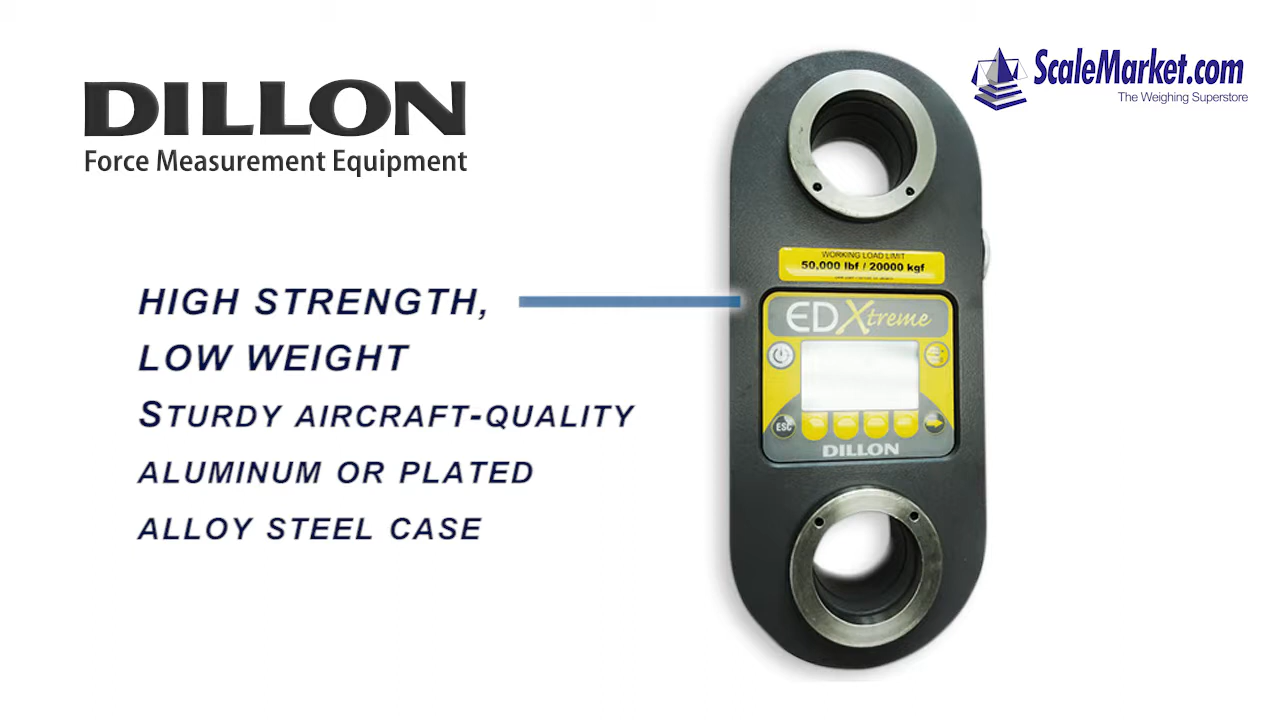 DILLON
Force Measurement Equipment
ScaleMarket.com
The Weighing Superstore
HIGH STRENGTH,
LOW WEIGHT
STURDY AIRCRAFT-QUALITY
ALUMINUM OR PLATED
ALLOY STEEL CASE
WORKING LOAD LIMIT
50,000 lbf / 20000 kgf
EDXtreme
ESC
DILLON